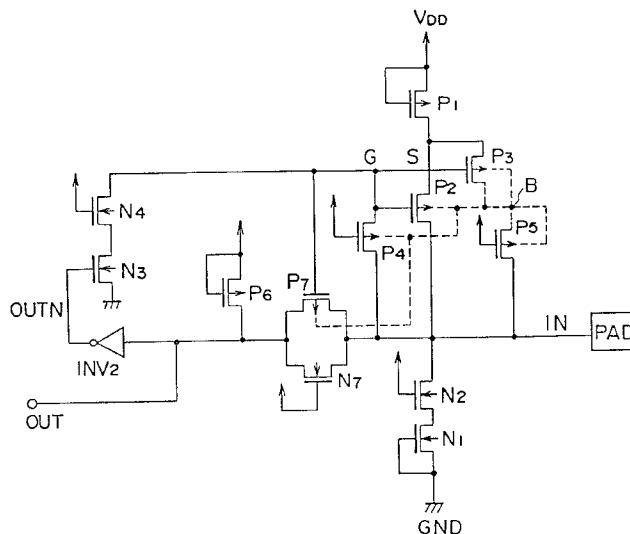 VDD
P1
G
S
P3
N4
P2
B
P4
P5
N3
P6
P7
OUTN
IN
PAD
INV2
N7
N2
OUT
N1
GND